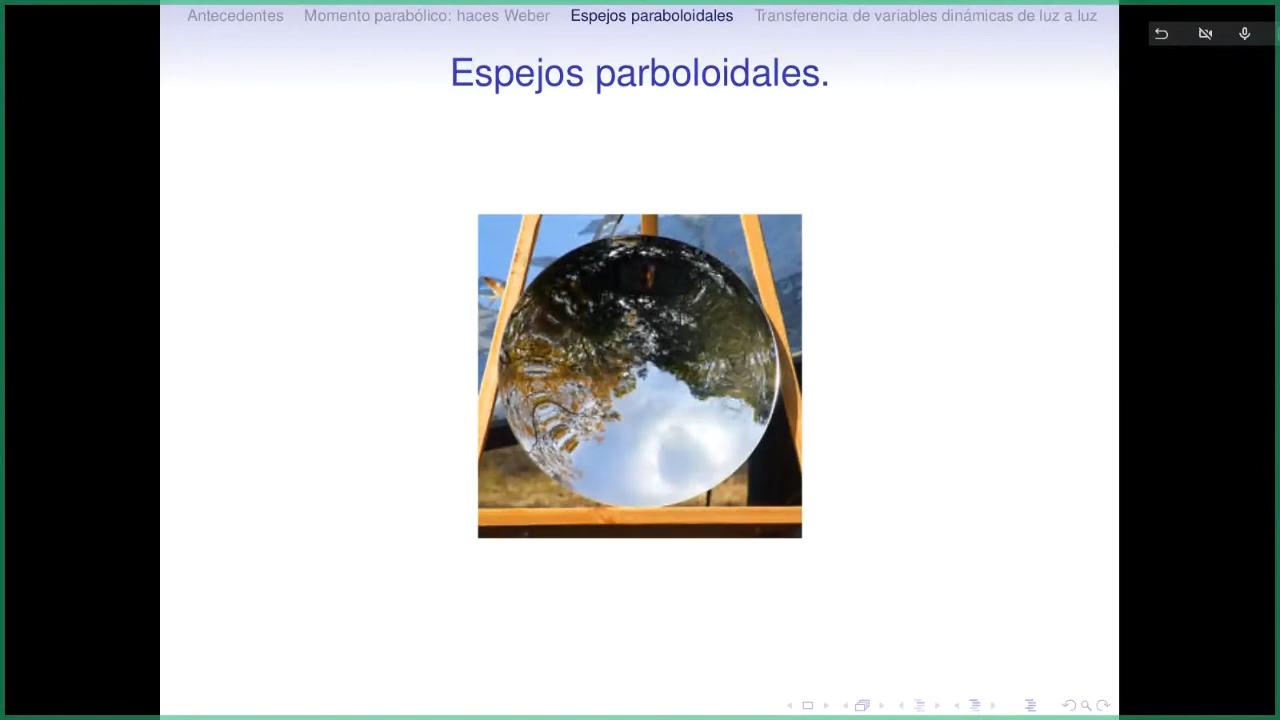 Antecedentes Momento parabólico: haces Weber Espejos paraboloidales Transferencia de variables dinámicas de luz a luz
Espejos parboloidales.